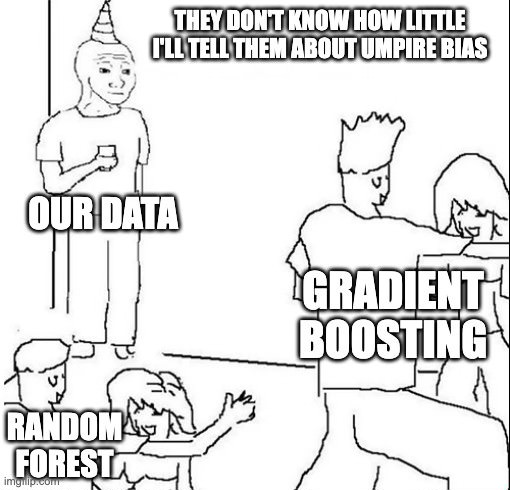 THEY DON'T KNOW HOW LITTLE
I'LL TELL THEM ABOUT UMPIRE BIAS
OUR DATA
GRADIENT
BOOSTING
RANDOM
FOREST
imgflip.com